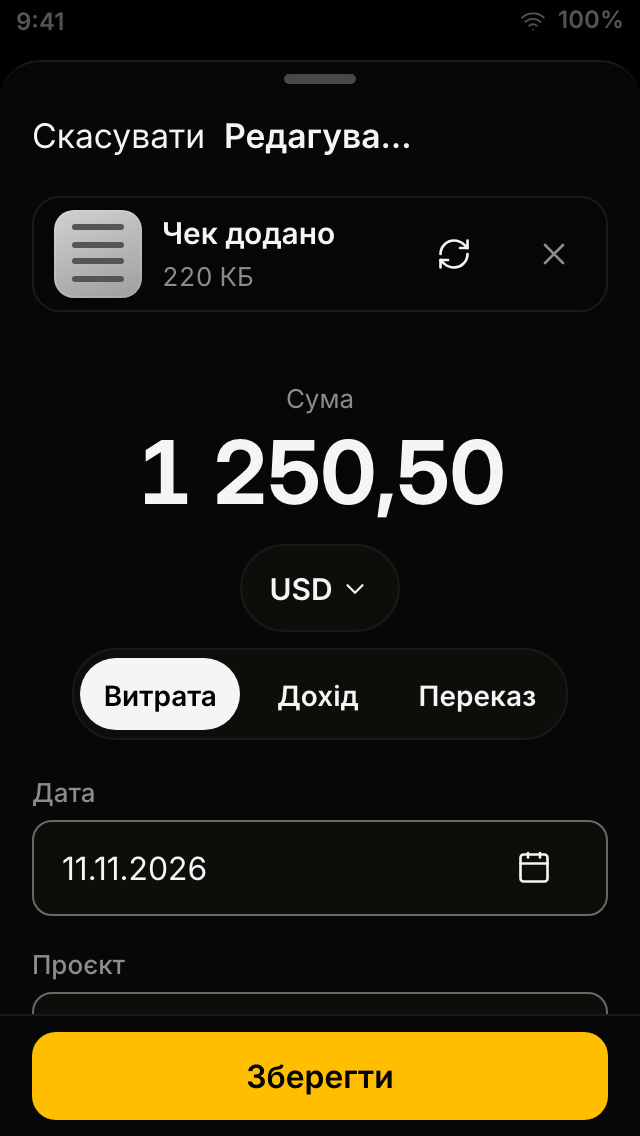 9:41 100%
Скасувати Редагува...
Чек додано
220 КБ
Сума
1 250,50
USD
Витрата Дохід Переказ
Дата
11.11.2026
Проєкт
Зберегти